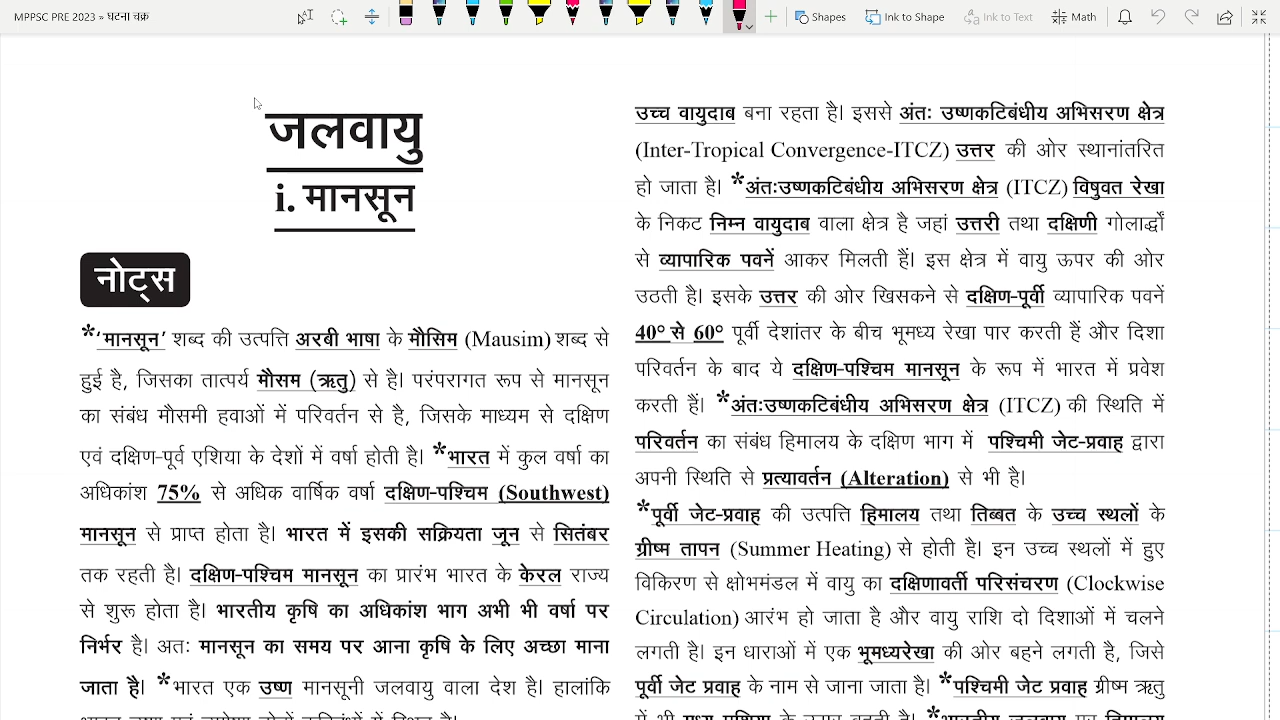 MPPSC PRE 2023 » घटना चक्र
Shapes
Ink to Shape
Ink to Text
Math
जलवायु
i. मानसून
नोट्स
*'मानसून' शब्द की उत्पत्ति अरबी भाषा के मौसिम (Mausim) शब्द से
हुई है, जिसका तात्पर्य मौसम (ऋतु) से है। परंपरागत रूप से मानसून
का संबंध मौसमी हवाओं में परिवर्तन से है, जिसके माध्यम से दक्षिण
एवं दक्षिण-पूर्व एशिया के देशों में वर्षा होती है। *भारत में कुल वर्षा का
अधिकांश 75% से अधिक वार्षिक वर्षा दक्षिण-पश्चिम (Southwest)
मानसून से प्राप्त होता है। भारत में इसकी सक्रियता जून से सितंबर
तक रहती है। दक्षिण-पश्चिम मानसून का प्रारंभ भारत के केरल राज्य
से शुरू होता है। भारतीय कृषि का अधिकांश भाग अभी भी वर्षा पर
निर्भर है। अतः मानसून का समय पर आना कृषि के लिए अच्छा माना
जाता है। *भारत एक उष्ण मानसूनी जलवायु वाला देश है। हालांकि
उच्च वायुदाब बना रहता है। इससे अंतः उष्णकटिबंधीय अभिसरण क्षेत्र
(Inter-Tropical Convergence-ITCZ) उत्तर की ओर स्थानांतरित
हो जाता है। *अंतःउष्णकटिबंधीय अभिसरण क्षेत्र (ITCZ) विषुवत रेखा
के निकट निम्न वायुदाब वाला क्षेत्र है जहां उत्तरी तथा दक्षिणी गोलार्द्धों
से व्यापारिक पवनें आकर मिलती हैं। इस क्षेत्र में वायु ऊपर की ओर
उठती है। इसके उत्तर की ओर खिसकने से दक्षिण-पूर्वी व्यापारिक पवनें
40° से 60° पूर्वी देशांतर के बीच भूमध्य रेखा पार करती हैं और दिशा
परिवर्तन के बाद ये दक्षिण-पश्चिम मानसून के रूप में भारत में प्रवेश
करती हैं। *अंतःउष्णकटिबंधीय अभिसरण क्षेत्र (ITCZ) की स्थिति में
परिवर्तन का संबंध हिमालय के दक्षिण भाग में पश्चिमी जेट-प्रवाह द्वारा
अपनी स्थिति से प्रत्यावर्तन (Alteration) से भी है।
*पूर्वी जेट-प्रवाह की उत्पत्ति हिमालय तथा तिब्बत के उच्च स्थलों के
ग्रीष्म तापन (Summer Heating) से होती है। इन उच्च स्थलों में हुए
विकिरण से क्षोभमंडल में वायु का दक्षिणावर्ती परिसंचरण (Clockwise
Circulation) आरंभ हो जाता है और वायु राशि दो दिशाओं में चलने
लगती है। इन धाराओं में एक भूमध्यरेखा की ओर बहने लगती है, जिसे
पूर्वी जेट प्रवाह के नाम से जाना जाता है। *पश्चिमी जेट प्रवाह ग्रीष्म ऋतु